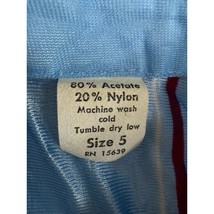 80% Acetate
20% Nylon
Machine wash
cold
Tumble dry low
Size 5
RN 15639